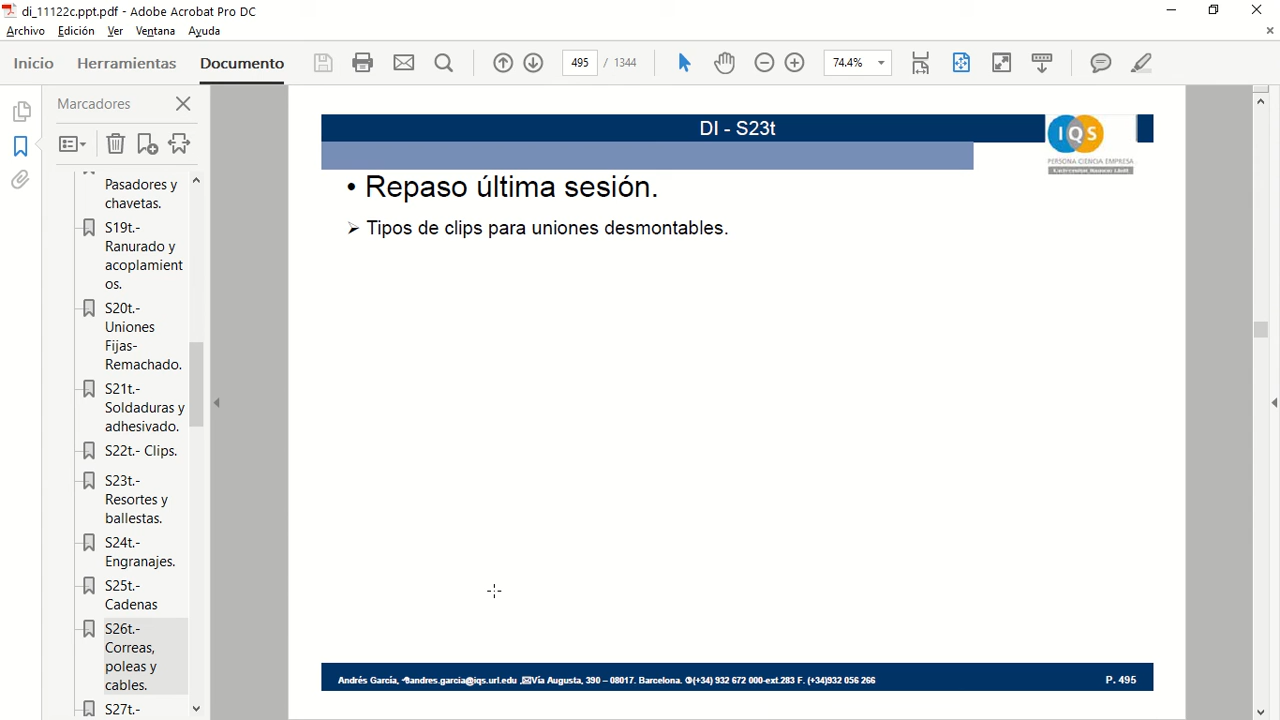 di_11122c.ppt.pdf - Adobe Acrobat Pro DC
Archivo Edición Ver Ventana Ayuda
Inicio Herramientas Documento 495 / 1344 74.4%
Marcadores
Pasadores y
chavetas.
S19t.-
Ranurado y
acoplamient
os.
S20t.-
Uniones
Fijas-
Remachado.
S21t.-
Soldaduras y
adhesivado.
S22t.- Clips.
S23t.-
Resortes y
ballestas.
S24t.-
Engranajes.
S25t.-
Cadenas
S26t.-
Correas,
poleas y
cables.
S27t.-
DI - S23t
IQS
PERSONA CIENCIA EMPRESA
• Repaso última sesión.
➢ Tipos de clips para uniones desmontables.
Andrés García, andres.garcia@iqs.url.edu ,Vía Augusta, 390 – 08017. Barcelona. (+34) 932 672 000-ext.283 F. (+34)932 056 266
P. 495